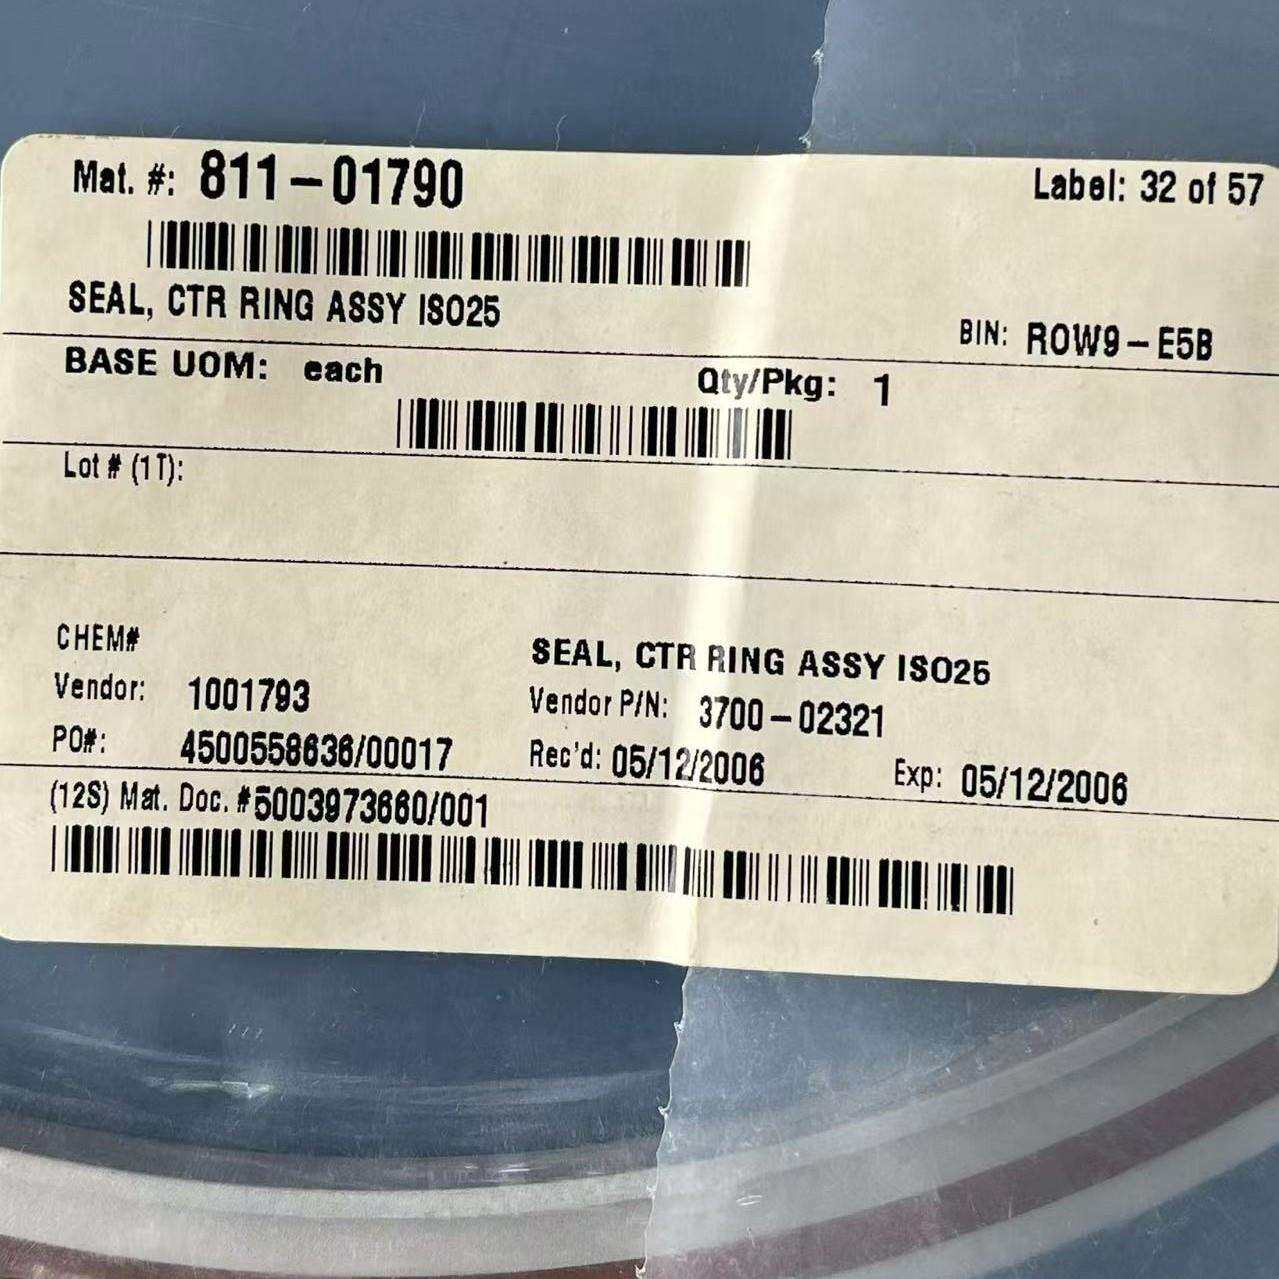 Mat. #: 811-01790
Label: 32 of 57
SEAL, CTR RING ASSY ISO25
BIN: ROW9-E5B
BASE UOM: each
Qty/Pkg: 1
Lot # (1T):
CHEM#
SEAL, CTR RING ASSY ISO25
Vendor: 1001793
Vendor P/N: 3700-02321
PO#: 4500558636/00017
Rec'd: 05/12/2006
Exp: 05/12/2006
(12S) Mat. Doc. #5003973660/001